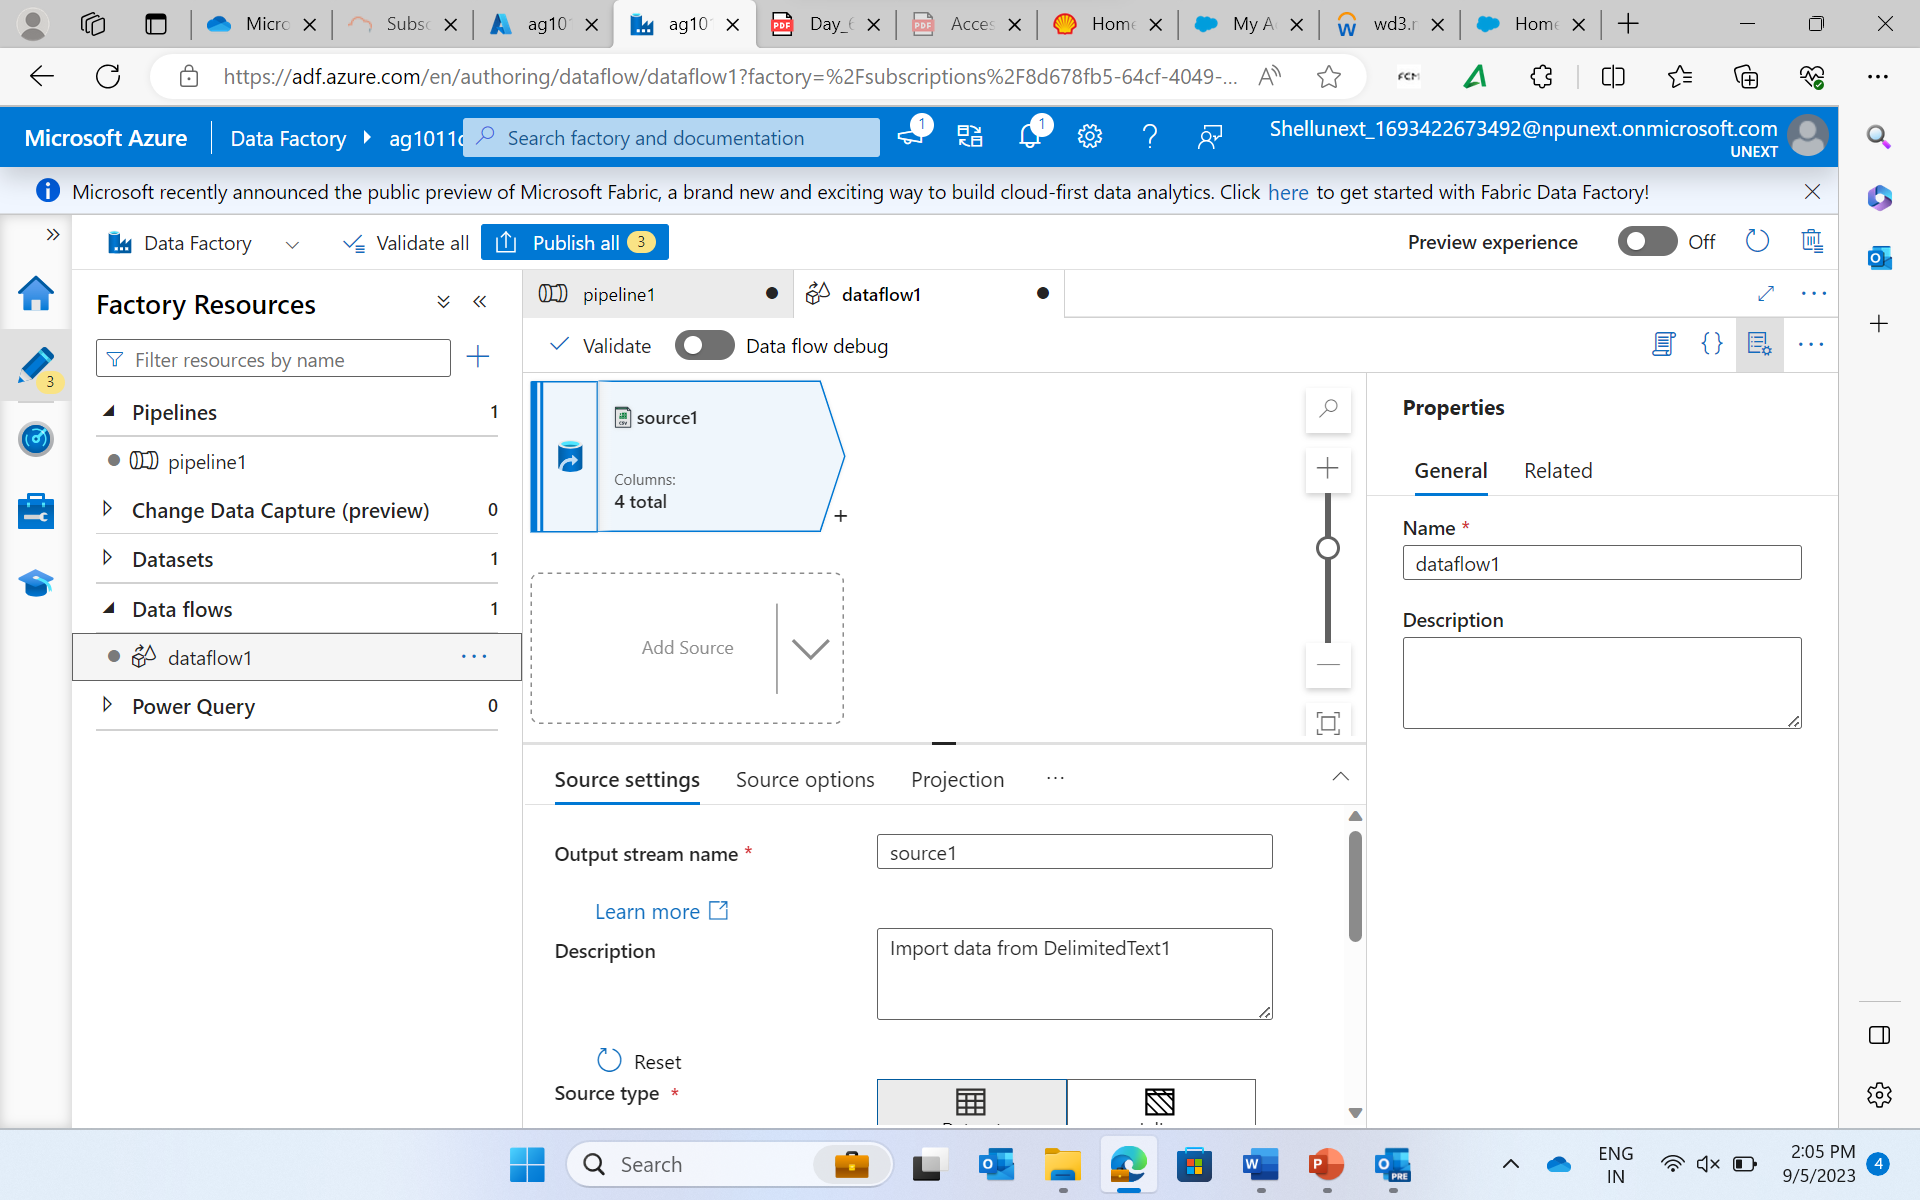 Micro
Subsc
ag10
ag10
Day_6
Acces
Home
My A
wd3.r
Home
https://adf.azure.com/en/authoring/dataflow/dataflow1?factory=%2Fsubscriptions%2F8d678fb5-64cf-4049-...
FCM
Microsoft Azure
Data Factory
ag1011
Search factory and documentation
1
1
Shellunext_1693422673492@npunext.onmicrosoft.com
UNEXT
Microsoft recently announced the public preview of Microsoft Fabric, a brand new and exciting way to build cloud-first data analytics. Click here to get started with Fabric Data Factory!
Data Factory
Validate all
Publish all 3
Preview experience
Off
Factory Resources
Filter resources by name
3
Pipelines 1
pipeline1
Change Data Capture (preview) 0
Datasets 1
Data flows 1
dataflow1
Power Query 0
pipeline1
dataflow1
Validate
Data flow debug
source1
Columns:
4 total
Add Source
Properties
General
Related
Name *
dataflow1
Description
Source settings
Source options
Projection
Output stream name *
source1
Learn more
Description
Import data from DelimitedText1
Reset
Source type *
Search
ENG
IN
2:05 PM
9/5/2023
4